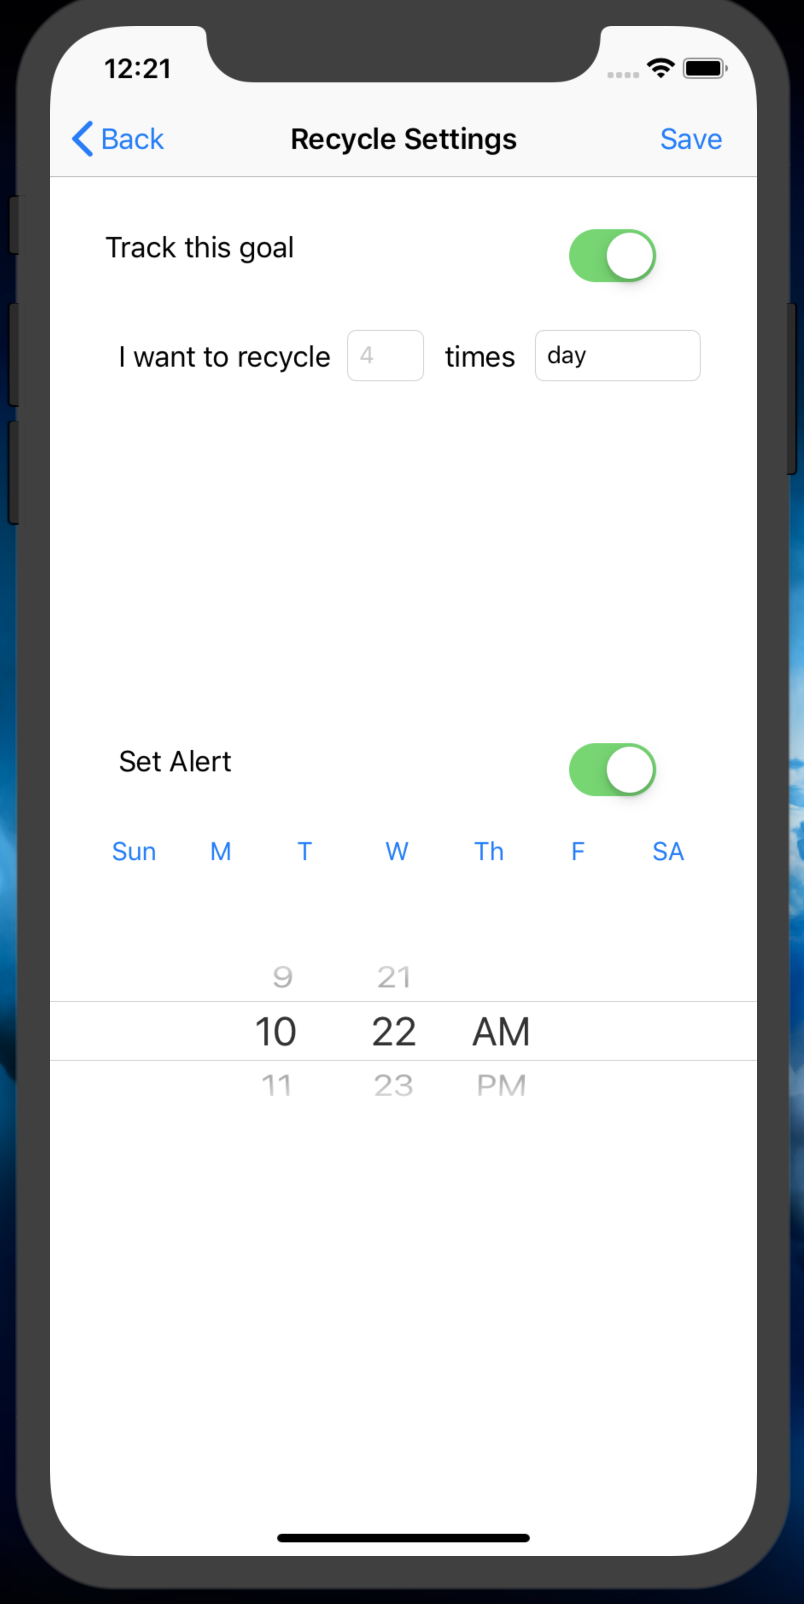 12:21
Back Recycle Settings Save
Track this goal
I want to recycle 4 times day
Set Alert
Sun M T W Th F SA
9 21
10 22 AM
11 23 PM